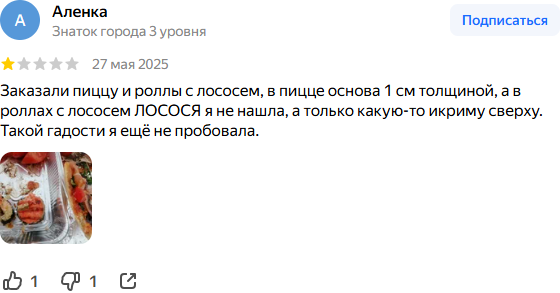 А
Аленка
Подписаться
Знаток города 3 уровня
27 мая 2025
Заказали пиццу и роллы с лососем, в пицце основа 1 см толщиной, а в
роллах с лососем ЛОСОСЯ я не нашла, а только какую-то икриму сверху.
Такой гадости я ещё не пробовала.
1
1